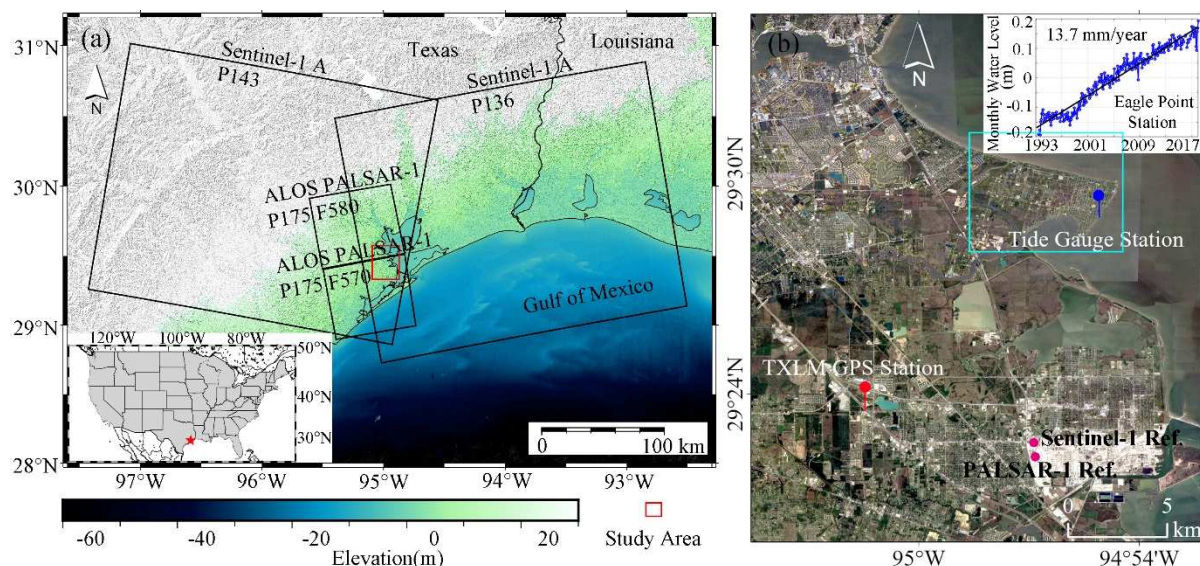 (a)
Texas
Louisiana
Sentinel-1 A
P143
Sentinel-1 A
P136
N
ALOS PALSAR-1
P175 F580
ALOS PALSAR-1
P175 F570
Gulf of Mexico
31°N
30°N
29°N
28°N
120°W 100°W 80°W
50°N
40°N
30°N
0 100 km
97°W 96°W 95°W 94°W 93°W
-60 -40 -20 0 20
Elevation(m)
Study Area
(b)
N
Monthly Water Level
(m)
0.2
0.1
0
-0.1
-0.2
13.7 mm/year
Eagle Point
Station
1993 2001 2009 2017
29°30'N
29°24'N
Tide Gauge Station
TXLM GPS Station
Sentinel-1 Ref.
PALSAR-1 Ref.
0 5
km
95°W 94°54'W